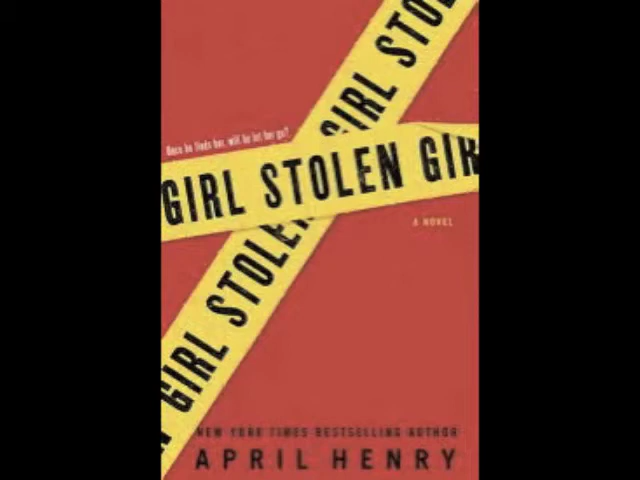 GIRL STO
Once he finds her, will he let her go?
GIRL STOLEN GIR
A NOVEL
GIRL STOLEN
NEW YORK TIMES BESTSELLING AUTHOR
APRIL HENRY